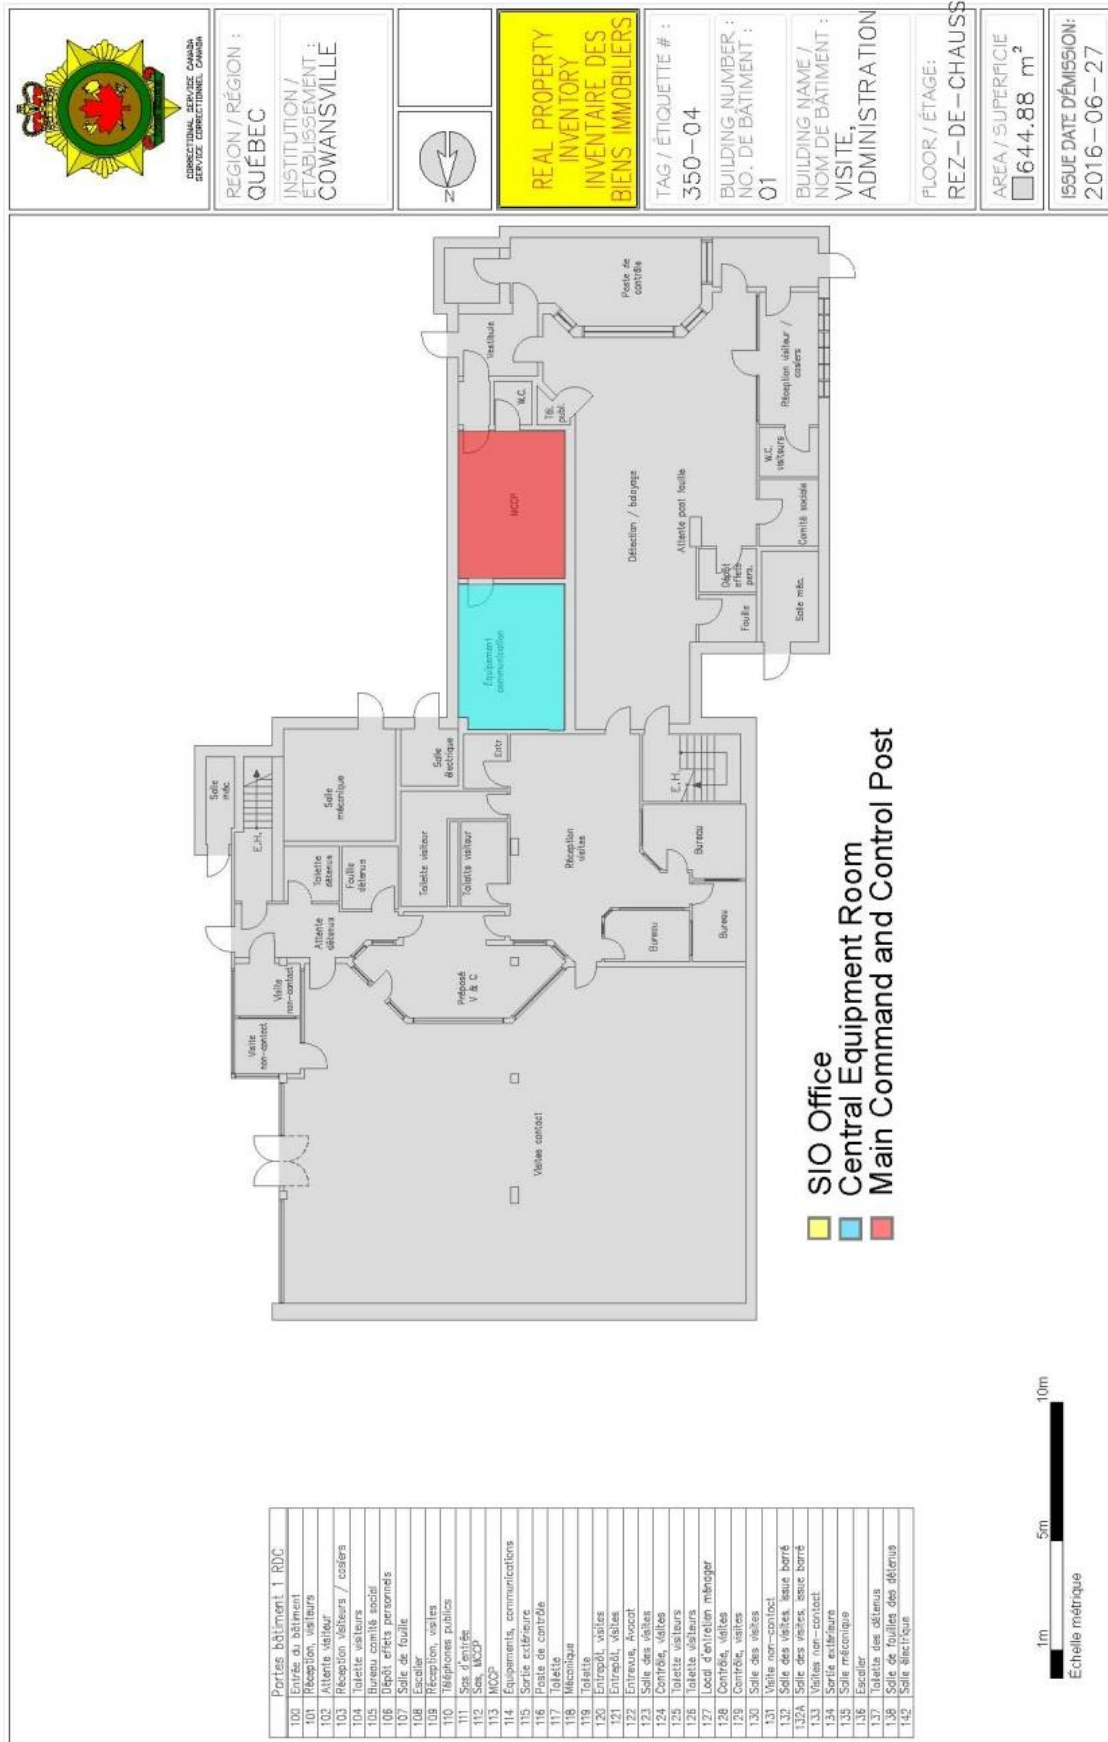 CORRECTIONAL SERVICE CANADA
SERVICE CORRECTIONNEL CANADA
RÉGION / RÉGION :
QUÉBEC
INSTITUTION /
ÉTABLISSEMENT :
COWANSVILLE
N
REAL PROPERTY
INVENTORY
INVENTAIRE DES
BIENS IMMOBILIERS
TAG / ÉTIQUETTE # :
350-04
BUILDING NUMBER :
NO. DE BÂTIMENT :
01
BUILDING NAME /
NOM DE BÂTIMENT :
VISITE,
ADMINISTRATION
FLOOR / ÉTAGE:
REZ-DE-CHAUSS
AREA / SUPERFICIE
644.88 m²
ISSUE DATE D'ÉMISSION:
2016-06-27
Salle
méc.
E.H.
Salle
mécanique
Salle
électrique
Toilette
détenus
Fouille
détenus
Attente
détenus
Visite
non-contact
Visite
non-contact
Toilette visiteur
Toilette visiteur
Entr.
Préposé
V & C
Réception
visites
Bureau
Bureau
Bureau
E.H.
Visites contact
Équipement
communication
MCCP
W.C.
Tél.
publ.
Vestibule
Poste de
contrôle
Détection / balayage
Attente post fouille
Réception visiteur /
casiers
W.C.
visiteurs
Comité sociale
Dépôt
effets
pers.
Fouille
Salle méc.
SIO Office
Central Equipment Room
Main Command and Control Post
Portes bâtiment 1 RDC
100 Entrée du bâtiment
101 Réception, visiteurs
102 Attente visiteur
103 Réception visiteurs / casiers
104 Toilette visiteurs
105 Bureau comité social
106 Dépôt effets personnels
107 Salle de fouille
108 Escalier
109 Réception, visites
110 Téléphones publics
111 Sas d'entrée
112 Sas, MCCP
113 MCCP
114 Équipements, communications
115 Sortie extérieure
116 Poste de contrôle
117 Toilette
118 Mécanique
119 Toilette
120 Entrepôt, visites
121 Entrepôt, visites
122 Entrevue, Avocat
123 Salle des visites
124 Contrôle, visites
125 Toilette visiteurs
126 Toilette visiteurs
127 Local d'entretien ménager
128 Contrôle, visites
129 Contrôle, visites
130 Salle des visites
131 Visite non-contact
132 Salle des visites, issue barré
132A Salle des visites, issue barré
133 Visites non-contact
134 Sortie extérieure
135 Salle mécanique
136 Escalier
137 Toilette des détenus
138 Salle de fouilles des détenus
142 Salle électrique
1m 5m 10m
Échelle métrique